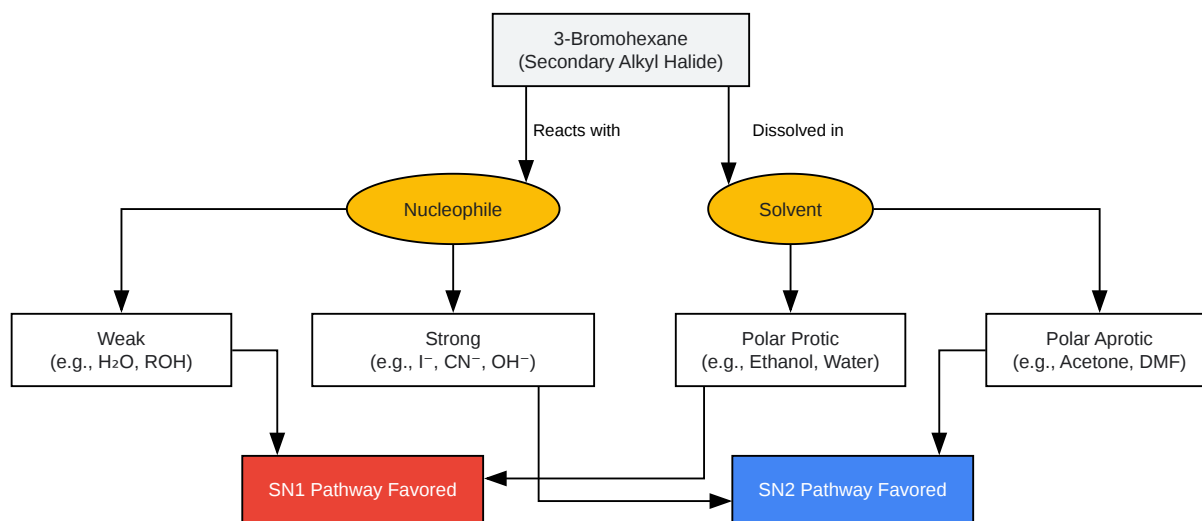 3-Bromohexane
(Secondary Alkyl Halide)
Reacts with
Dissolved in
Nucleophile
Solvent
Weak
(e.g., H₂O, ROH)
Strong
(e.g., I⁻, CN⁻, OH⁻)
Polar Protic
(e.g., Ethanol, Water)
Polar Aprotic
(e.g., Acetone, DMF)
SN1 Pathway Favored
SN2 Pathway Favored